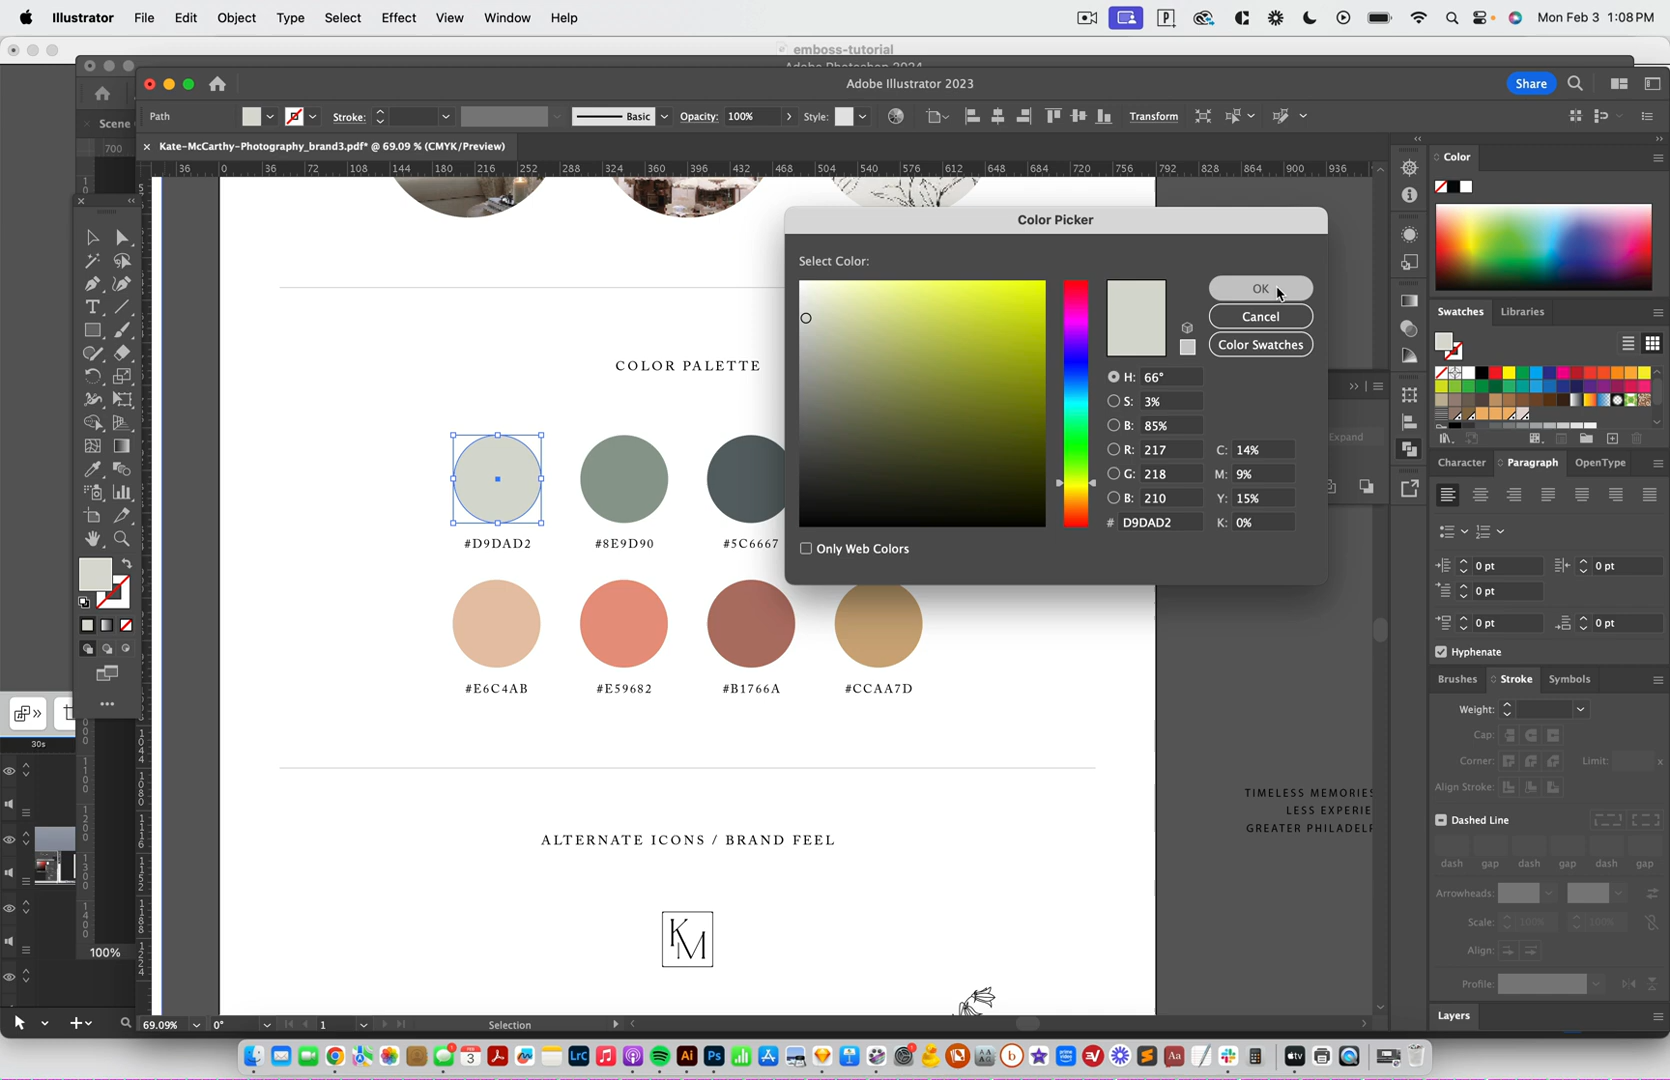 Illustrator File Edit Object Type Select Effect View Window Help
Mon Feb 3 1:08 PM
emboss-tutorial
Adobe Photoshop 2024
Adobe Illustrator 2023
Share
Path
Stroke:
Basic
Opacity: 100%
Style:
Transform
Scene
× Kate-McCarthy-Photography_brand3.pdf* @ 69.09 % (CMYK/Preview)
700
36 0 36 72 108 144 180 216 252 288 324 360 396 432 468 504 540 576 612 648 684 720 756 792 828 864 900 936
Color
Color Picker
Select Color:
OK
Cancel
Color Swatches
H: 66°
S: 3%
B: 85%
R: 217 C: 14%
G: 218 M: 9%
B: 210 Y: 15%
# D9DAD2 K: 0%
Only Web Colors
Swatches Libraries
Expand
Character Paragraph OpenType
0 pt 0 pt
0 pt
0 pt 0 pt
Hyphenate
Brushes Stroke Symbols
Weight:
Cap:
Corner: Limit: x
Align Stroke:
Dashed Line
dash gap dash gap dash gap
Arrowheads:
Scale: 100% 100%
Align:
Profile:
Layers
COLOR PALETTE
#D9DAD2 #8E9D90 #5C6667
#E6C4AB #E59682 #B1766A #CCAA7D
ALTERNATE ICONS / BRAND FEEL
KM
TIMELESS MEMORIES
LESS EXPERIE
GREATER PHILADELP
30s
100%
69.09% 0° 1 Selection
LrC
3
Ai Ps